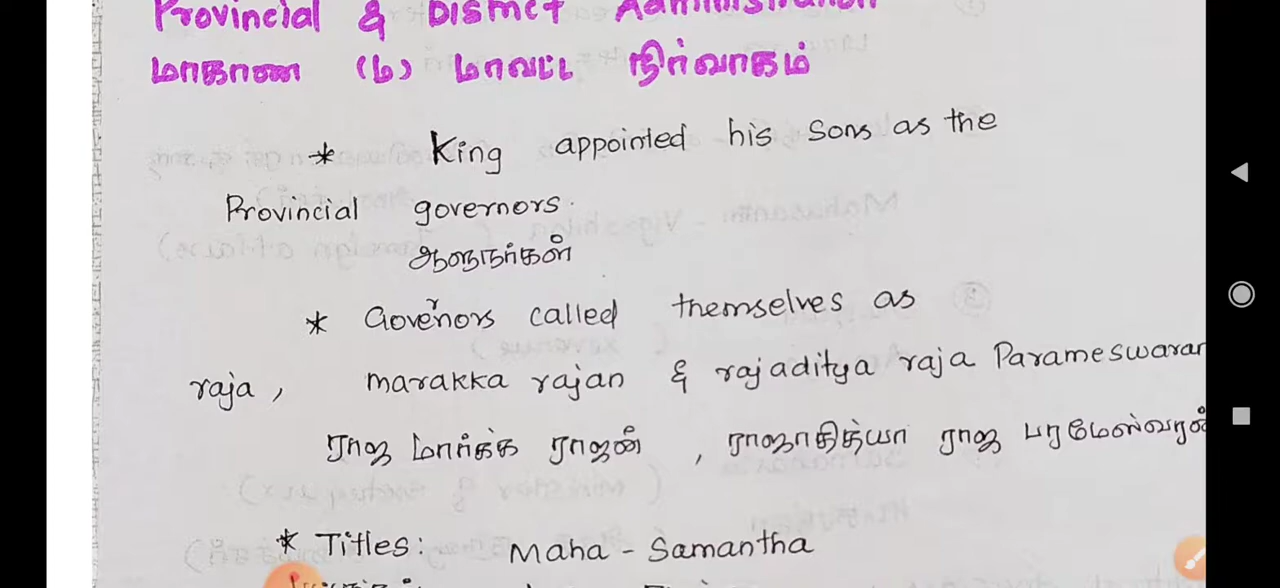 Provincial & District Administration
மாகாண (ம) மாவட்ட நிர்வாகம்
* King appointed his Sons as the
Provincial governors.
ஆளுநர்கள்
* Governors called themselves as
raja, marakka rajan & rajaditya raja Parameswaran
ராஜ மார்க்க ராஜன் , ராஜாதித்யா ராஜ பரமேஸ்வரன்
* Titles: Maha - Samantha